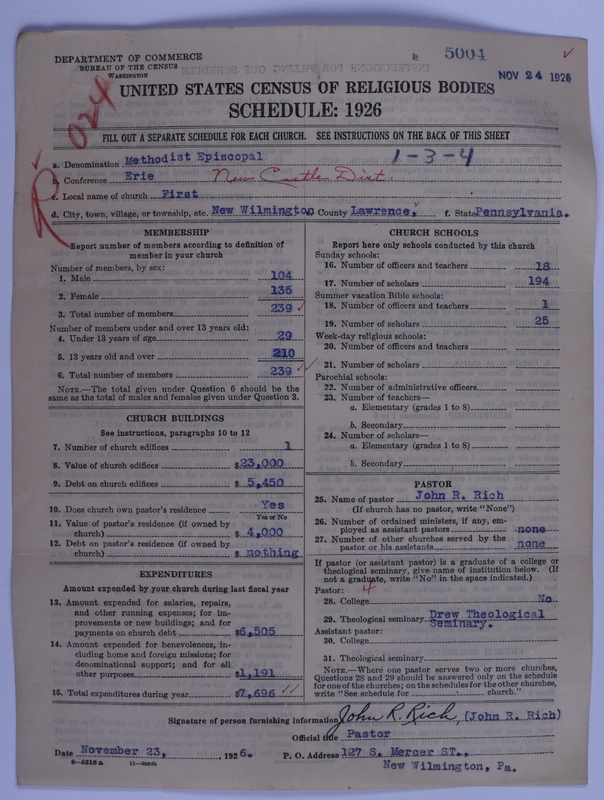 DEPARTMENT OF COMMERCE
BUREAU OF THE CENSUS
WASHINGTON
5004
NOV 24 1926
024
UNITED STATES CENSUS OF RELIGIOUS BODIES
SCHEDULE: 1926
FILL OUT A SEPARATE SCHEDULE FOR EACH CHURCH. SEE INSTRUCTIONS ON THE BACK OF THIS SHEET
a. Denomination Methodist Episcopal 1-3-4
b. Conference Erie New Castle Dist.
c. Local name of church First
d. City, town, village, or township, etc. New Wilmington County Lawrence, f. State Pennsylvania.
MEMBERSHIP
Report number of members according to definition of
member in your church
Number of members, by sex:
1. Male 104
2. Female 135
3. Total number of members 239
Number of members under and over 13 years old:
4. Under 13 years of age 29
5. 13 years old and over 210
6. Total number of members 239
NOTE.—The total given under Question 6 should be the
same as the total of males and females given under Question 3.
CHURCH BUILDINGS
See instructions, paragraphs 10 to 12
7. Number of church edifices 1
8. Value of church edifices $23,000
9. Debt on church edifices $ 5,450
10. Does church own pastor's residence Yes
Yes or No
11. Value of pastor's residence (if owned by
church) $ 4,000
12. Debt on pastor's residence (if owned by
church) $ nothing
EXPENDITURES
Amount expended by your church during last fiscal year
13. Amount expended for salaries, repairs,
and other running expenses; for im-
provements or new buildings; and for
payments on church debt $6,505
14. Amount expended for benevolences, in-
cluding home and foreign missions; for
denominational support; and for all
other purposes $1,191
15. Total expenditures during year $7,696
CHURCH SCHOOLS
Report here only schools conducted by this church
Sunday schools:
16. Number of officers and teachers 18
17. Number of scholars 194
Summer vacation Bible schools:
18. Number of officers and teachers 1
19. Number of scholars 25
Week-day religious schools:
20. Number of officers and teachers
21. Number of scholars
Parochial schools:
22. Number of administrative officers
23. Number of teachers—
a. Elementary (grades 1 to 8)
b. Secondary
24. Number of scholars—
a. Elementary (grades 1 to 8)
b. Secondary
PASTOR
25. Name of pastor John R. Rich
(If church has no pastor, write "None")
26. Number of ordained ministers, if any, em-
ployed as assistant pastors none
27. Number of other churches served by the
pastor or his assistants none
If pastor (or assistant pastor) is a graduate of a college or
theological seminary, give name of institution below. (If
not a graduate, write "No" in the space indicated.)
Pastor: 4
28. College No
29. Theological seminary Drew Theological
Seminary.
Assistant pastor:
30. College
31. Theological seminary
NOTE.—Where one pastor serves two or more churches,
Questions 28 and 29 should be answered only on the schedule
for one of the churches; on the schedules for the other churches,
write "See schedule for church."
Signature of person furnishing information John R. Rich, (John R. Rich)
Official title Pastor
Date November 23, 1926. P. O. Address 127 S. Mercer ST.,
8—5518 a 11—9024b New Wilmington, Pa.